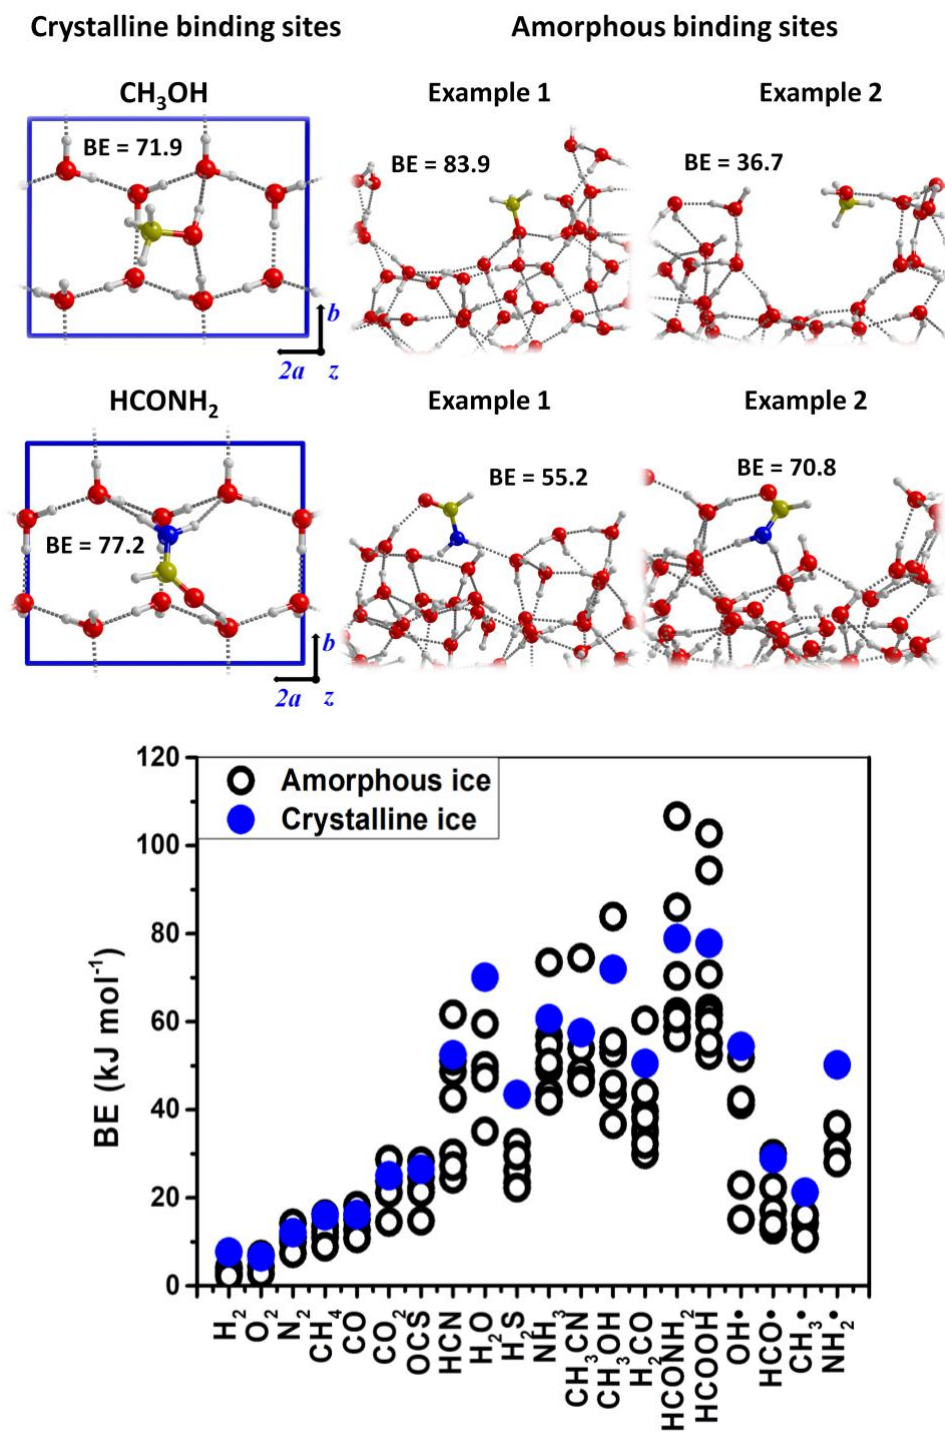 Crystalline binding sites Amorphous binding sites
CH₃OH Example 1 Example 2
BE = 71.9 BE = 83.9 BE = 36.7
b
2a z
HCONH₂ Example 1 Example 2
BE = 77.2 BE = 55.2 BE = 70.8
b
2a z
BE (kJ mol⁻¹)
120
100
80
60
40
20
0
Amorphous ice
Crystalline ice
H₂
O₂
N₂
CH₄
CO
CO₂
OCS
HCN
H₂O
H₂S
NH₃
CH₃CN
CH₃OH
H₂CO
HCONH₂
HCOOH
OH•
HCO•
CH₃•
NH₂•